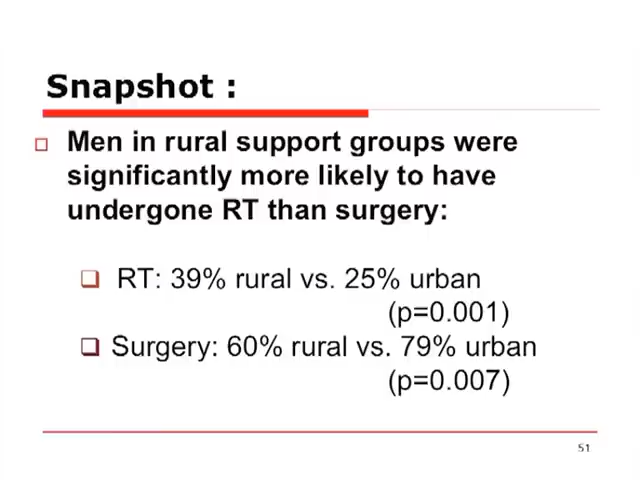 Snapshot :
Men in rural support groups were
significantly more likely to have
undergone RT than surgery:
RT: 39% rural vs. 25% urban
(p=0.001)
Surgery: 60% rural vs. 79% urban
(p=0.007)
51